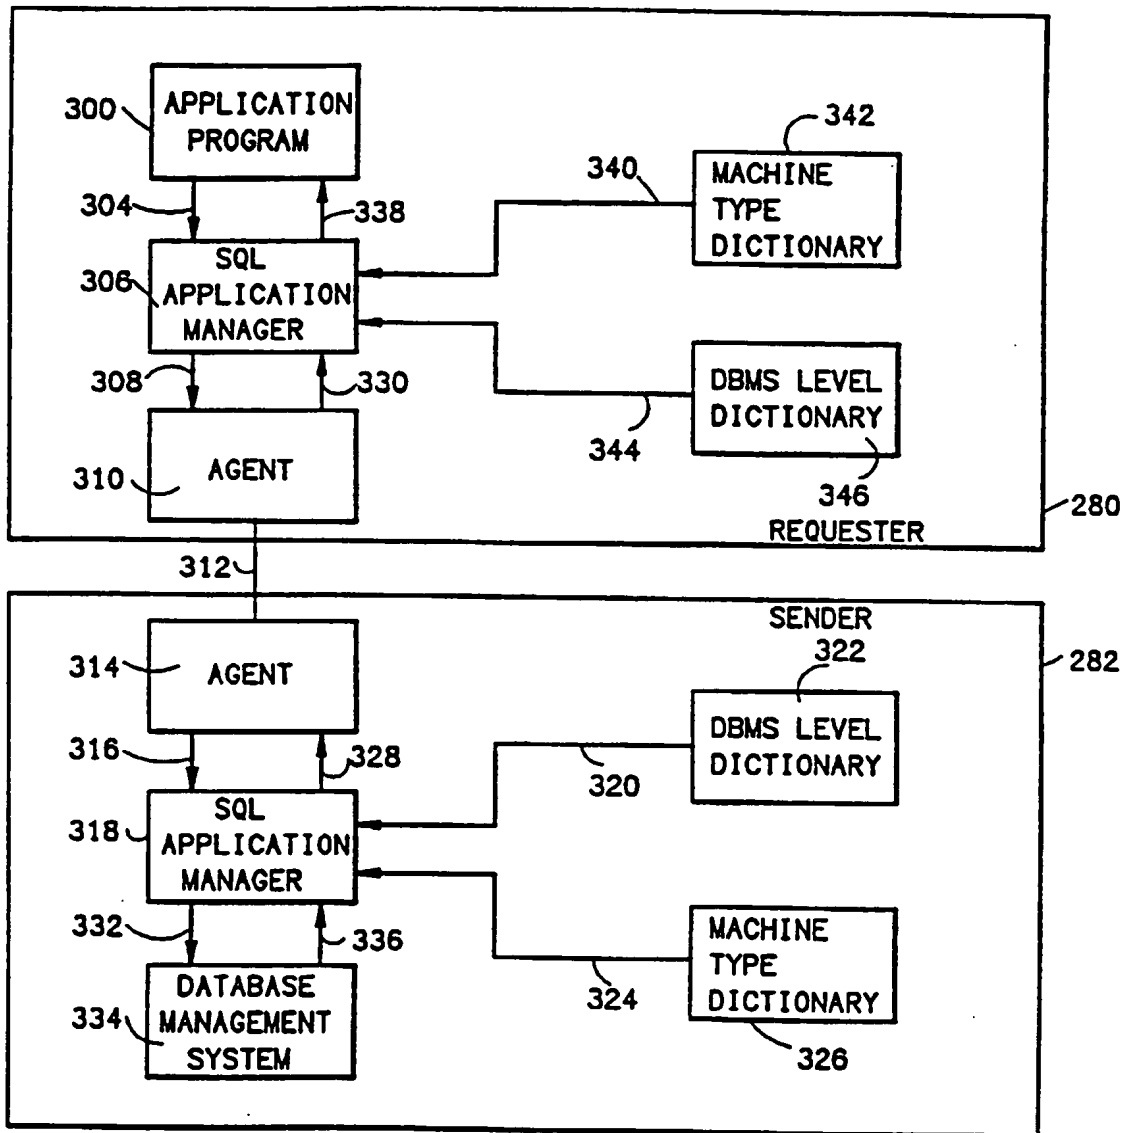 300
APPLICATION
PROGRAM
342
304
338
340
MACHINE
TYPE
DICTIONARY
306
SQL
APPLICATION
MANAGER
308
330
344
DBMS LEVEL
DICTIONARY
310
AGENT
346
REQUESTER
280
312
SENDER
314
AGENT
322
282
316
328
320
DBMS LEVEL
DICTIONARY
318
SQL
APPLICATION
MANAGER
332
336
324
MACHINE
TYPE
DICTIONARY
334
DATABASE
MANAGEMENT
SYSTEM
326